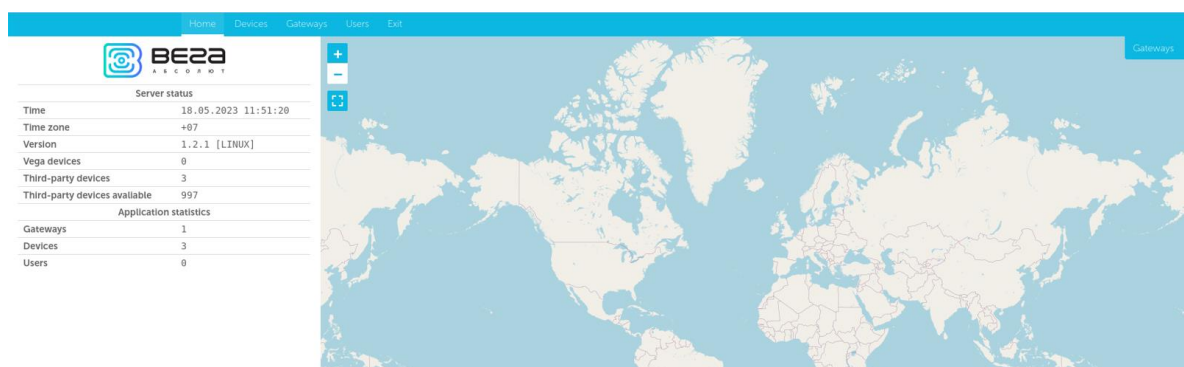 Home Devices Gateways Users Exit
ВЕГА
АБСОЛЮТ
Server status
Time 18.05.2023 11:51:20
Time zone +07
Version 1.2.1 [LINUX]
Vega devices 0
Third-party devices 3
Third-party devices avaliable 997
Application statistics
Gateways 1
Devices 3
Users 0
+
−
Gateways